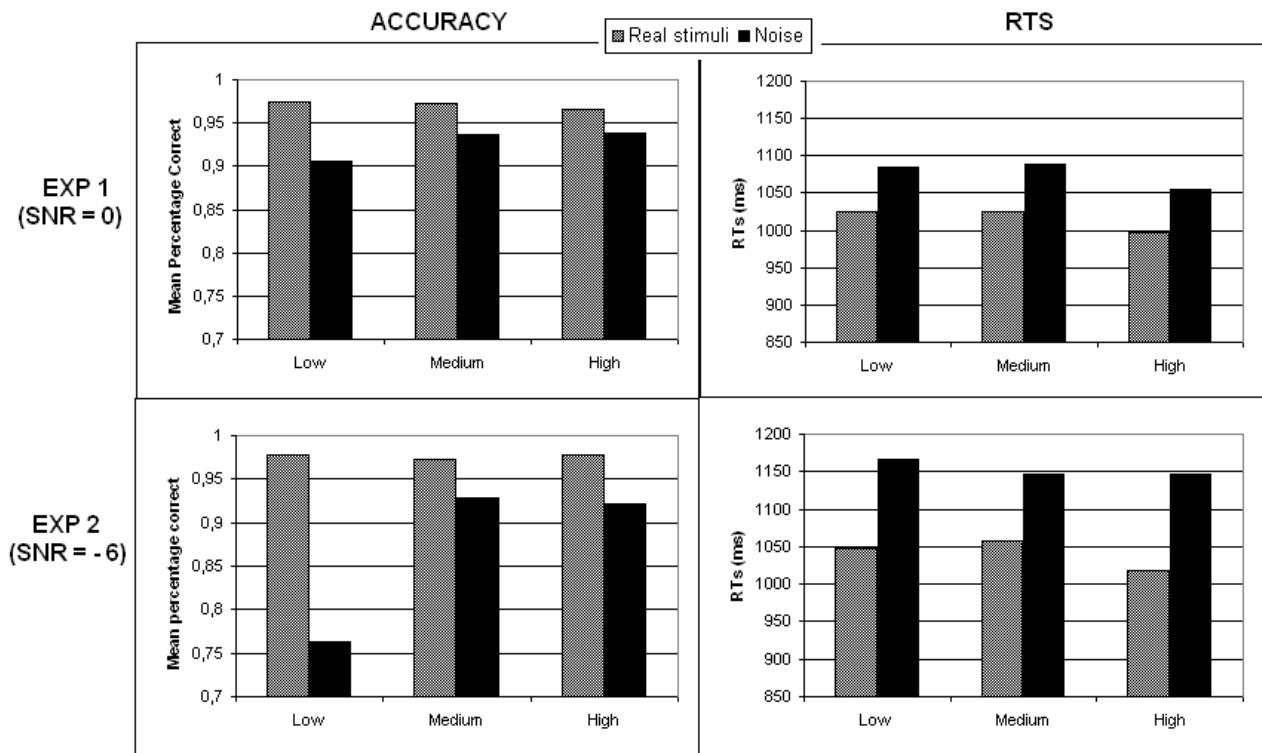 ACCURACY
RTS
Real stimuli Noise
EXP 1
(SNR = 0)
Mean Percentage Correct
1
0,95
0,9
0,85
0,8
0,75
0,7
Low Medium High
RTs (ms)
1200
1150
1100
1050
1000
950
900
850
Low Medium High
EXP 2
(SNR = - 6)
Mean percentage correct
1
0,95
0,9
0,85
0,8
0,75
0,7
Low Medium High
RTs (ms)
1200
1150
1100
1050
1000
950
900
850
Low Medium High